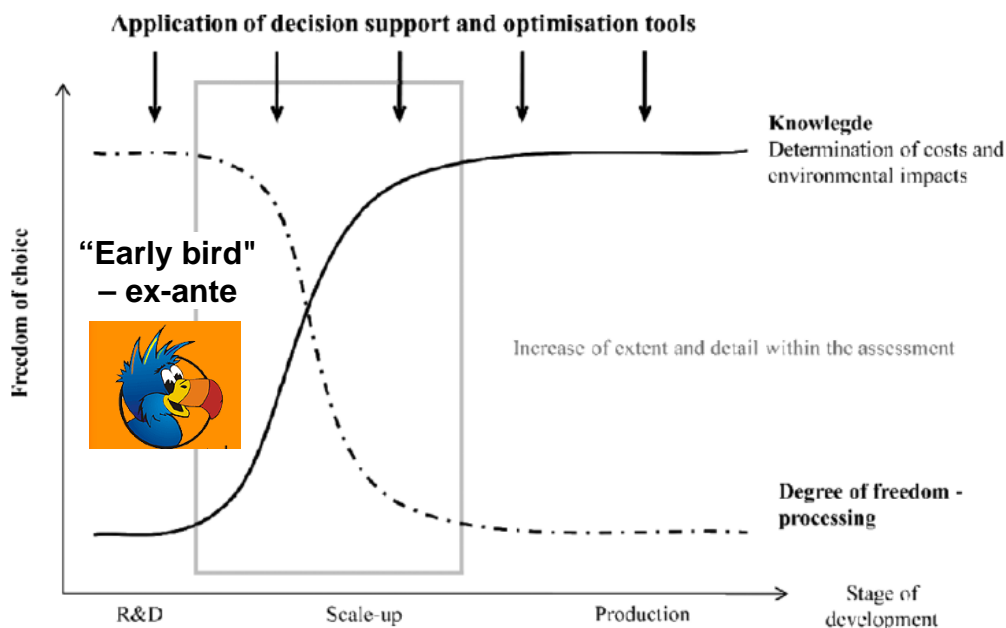 Application of decision support and optimisation tools
Knowlegde
Determination of costs and
environmental impacts
Freedom of choice
“Early bird"
– ex-ante
Increase of extent and detail within the assessment
Degree of freedom -
processing
R&D
Scale-up
Production
Stage of
development